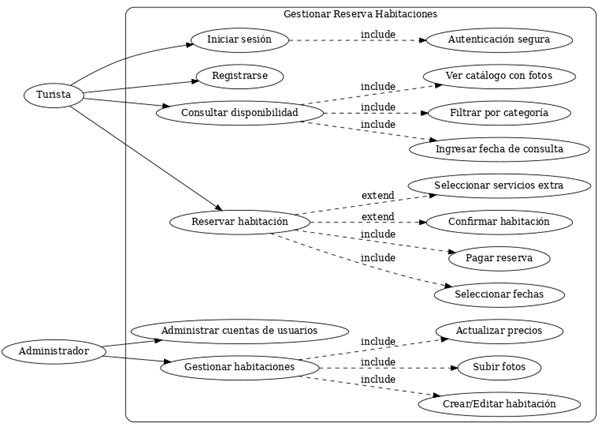 Gestionar Reserva Habitaciones
Iniciar sesión
include
Autenticación segura
Turista
Registrarse
include
Ver catálogo con fotos
Consultar disponibilidad
include
Filtrar por categoría
include
Ingresar fecha de consulta
extend
Seleccionar servicios extra
Reservar habitación
extend
Confirmar habitación
include
Pagar reserva
include
Seleccionar fechas
Administrador
Administrar cuentas de usuarios
include
Actualizar precios
Gestionar habitaciones
include
Subir fotos
include
Crear/Editar habitación